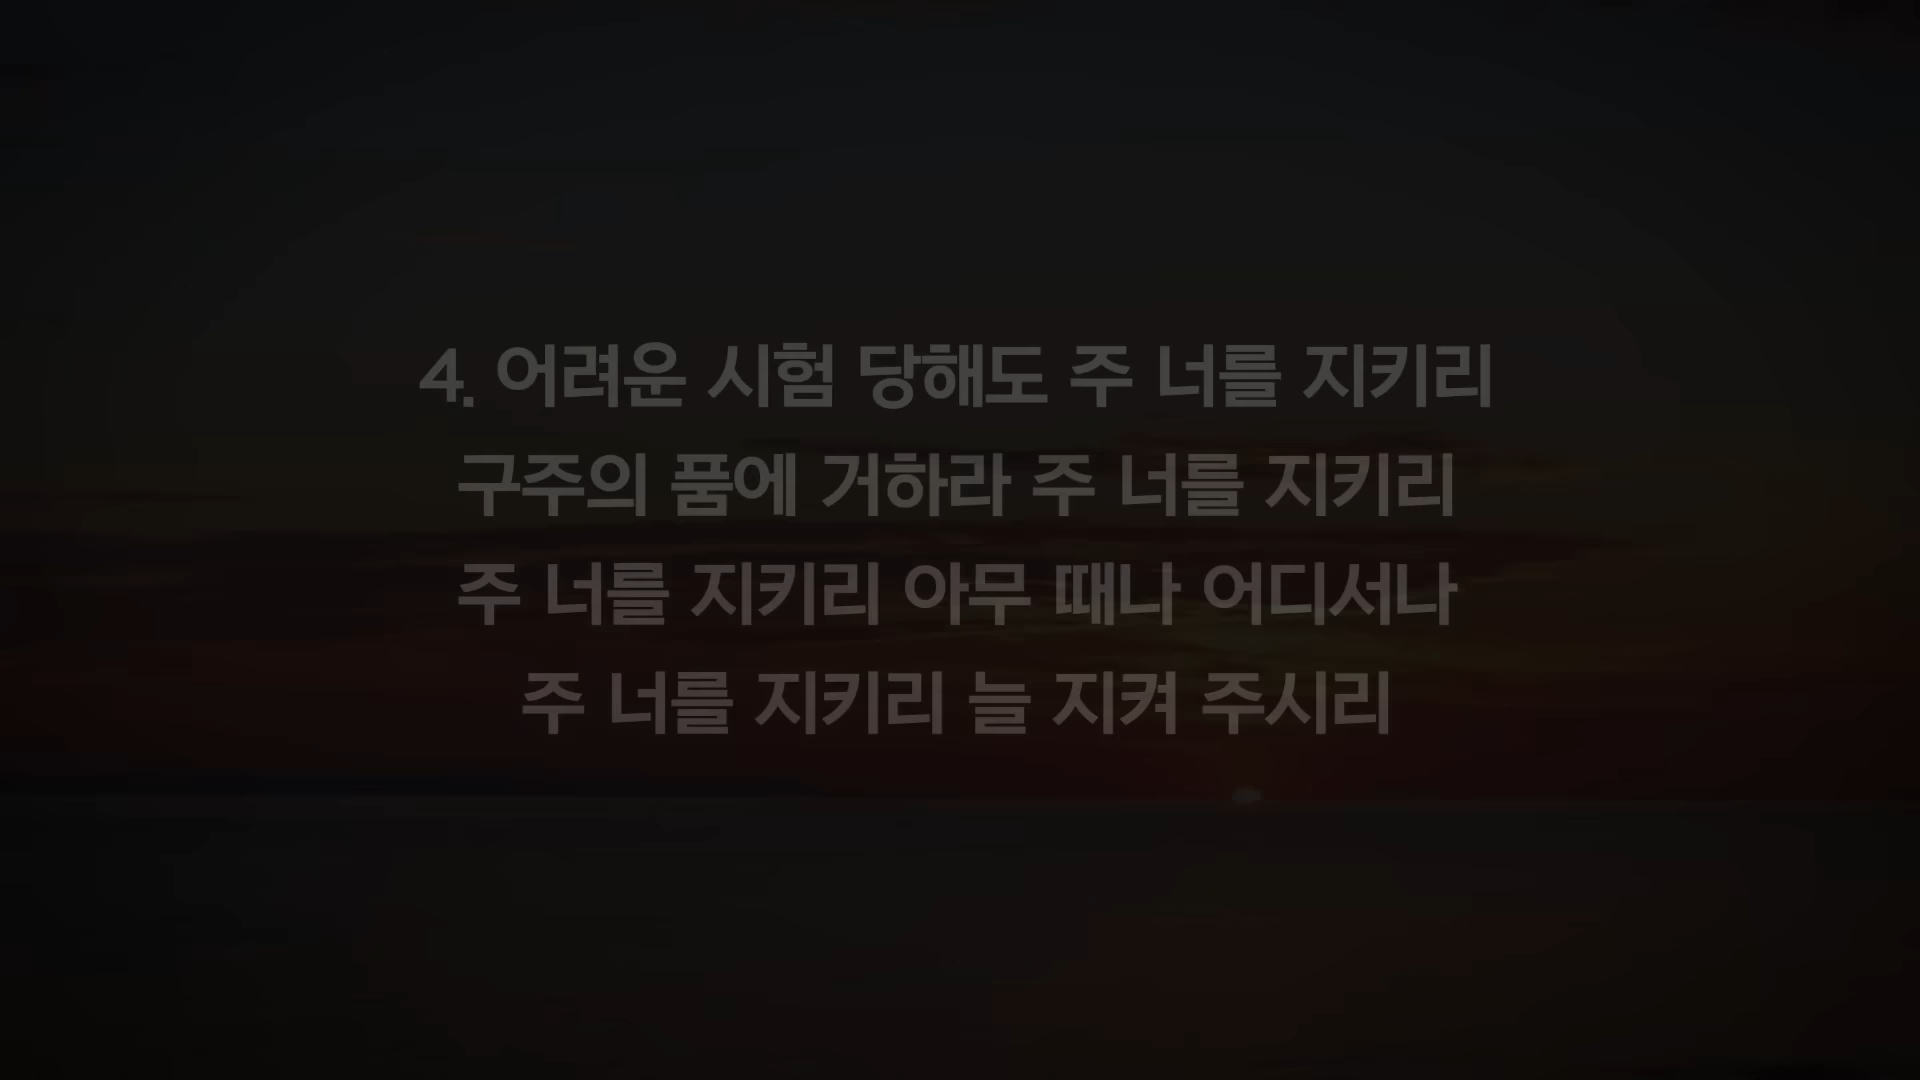 4. 어려운 시험 당해도 주 너를 지키리
구주의 품에 거하라 주 너를 지키리
주 너를 지키리 아무 때나 어디서나
주 너를 지키리 늘 지켜 주시리